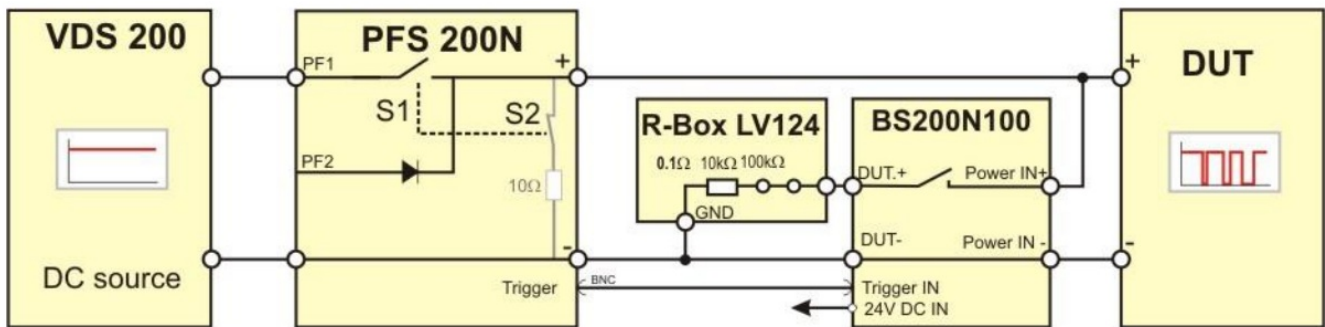 VDS 200
DC source
PFS 200N
PF1
+
S1
S2
PF2
10Ω
-
Trigger
BNC
R-Box LV124
0.1Ω 10kΩ 100kΩ
GND
BS200N100
DUT.+
Power IN+
DUT-
Power IN -
Trigger IN
24V DC IN
DUT
+
-